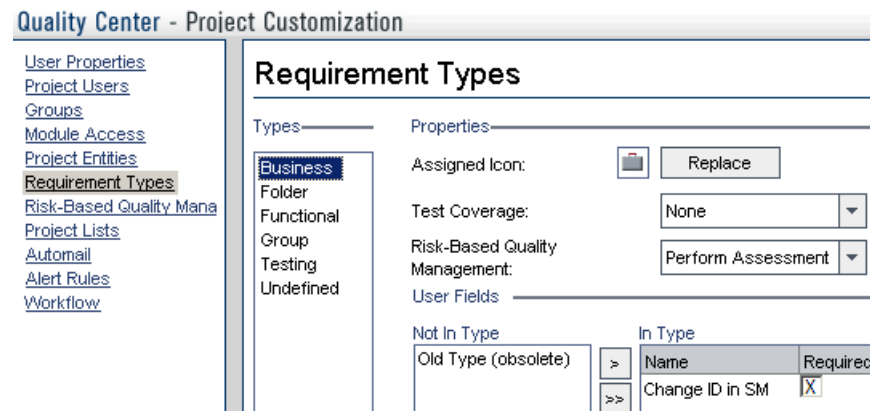 Quality Center - Project Customization
User Properties
Project Users
Groups
Module Access
Project Entities
Requirement Types
Risk-Based Quality Mana
Project Lists
Automail
Alert Rules
Workflow
Requirement Types
Types
Business
Folder
Functional
Group
Testing
Undefined
Properties
Assigned Icon:
Replace
Test Coverage:
None
Risk-Based Quality
Management:
Perform Assessment
User Fields
Not In Type
Old Type (obsolete)
>
>>
In Type
Name Required
Change ID in SM X